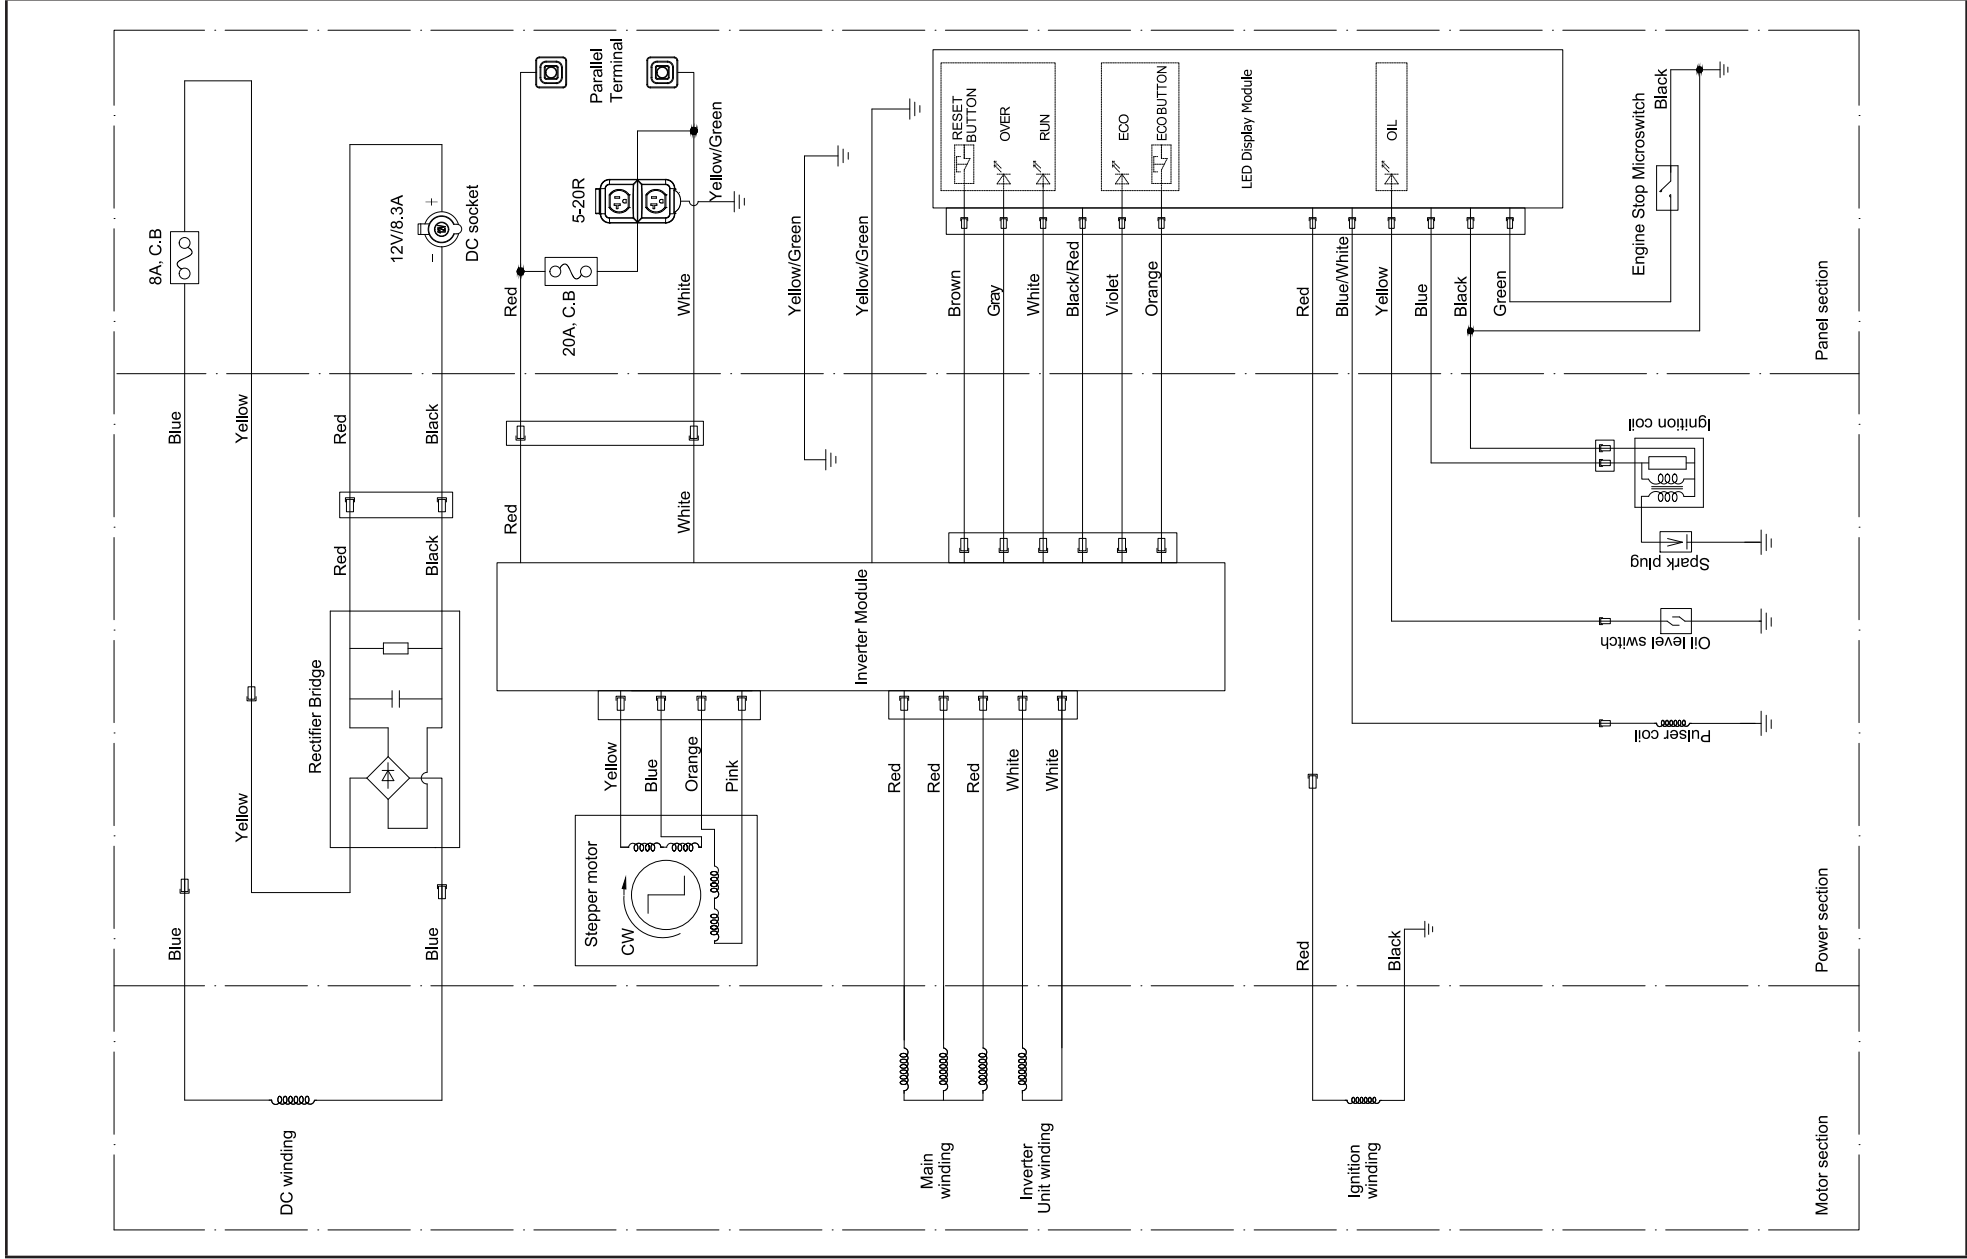 8A, C.B
12V/8.3A
+
−
DC socket
Parallel
Terminal
5-20R
20A, C.B
Red
White
Yellow/Green
Yellow/Green
Yellow/Green
RESET
BUTTON
OVER
RUN
ECO
ECO BUTTON
OIL
LED Display Module
Engine Stop Microswitch
Black
Brown
Gray
White
Black/Red
Violet
Orange
Red
Blue/White
Yellow
Blue
Black
Green
Panel section
Blue
Yellow
Red
Black
Red
Black
Red
White
Rectifier Bridge
Inverter Module
Ignition coil
Spark plug
Oil level switch
Pulser coil
Yellow
Blue
Blue
Yellow
Blue
Orange
Pink
Stepper motor
CW
Red
Red
Red
White
White
Red
Black
Power section
DC winding
Main
winding
Inverter
Unit winding
Ignition
winding
Motor section